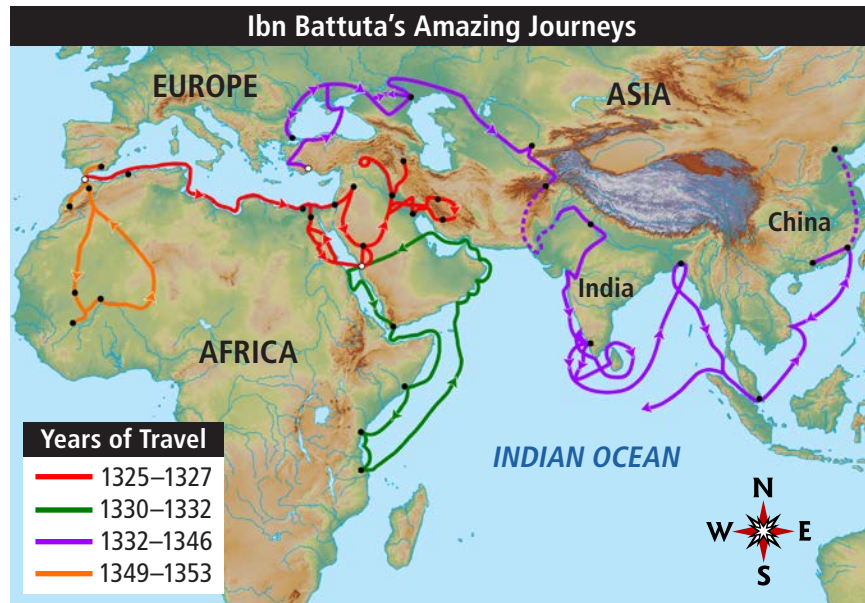 Ibn Battuta’s Amazing Journeys
EUROPE
ASIA
China
India
AFRICA
INDIAN OCEAN
Years of Travel
1325–1327
1330–1332
1332–1346
1349–1353
N
W E
S